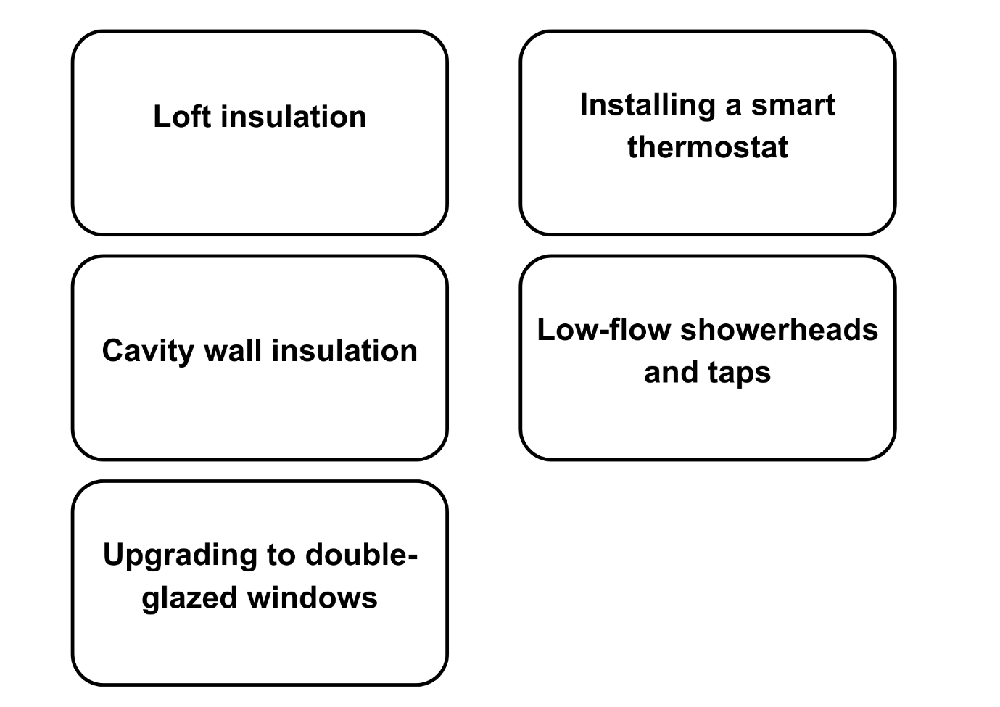 Loft insulation
Installing a smart
thermostat
Cavity wall insulation
Low-flow showerheads
and taps
Upgrading to double-
glazed windows